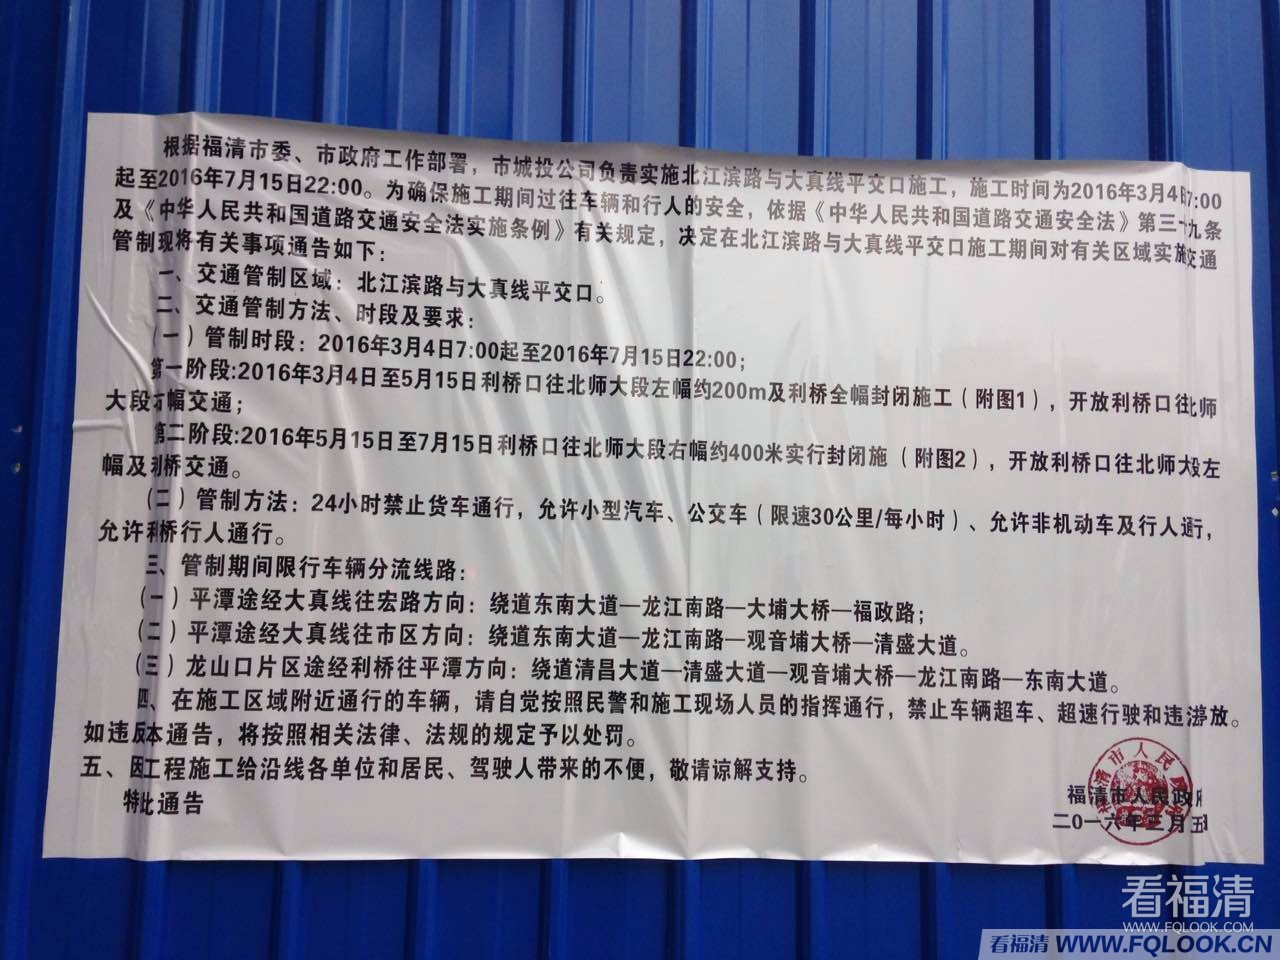 根据福清市委、市政府工作部署，市城投公司负责实施北江滨路与大真线平交口施工，施工时间为2016年3月4日7:00
起至2016年7月15日22:00。为确保施工期间过往车辆和行人的安全，依据《中华人民共和国道路交通安全法》第三十九条
及《中华人民共和国道路交通安全法实施条例》有关规定，决定在北江滨路与大真线平交口施工期间对有关区域实施交通
管制现将有关事项通告如下：
一、交通管制区域：北江滨路与大真线平交口。
二、交通管制方法、时段及要求：
（一）管制时段：2016年3月4日7:00起至2016年7月15日22:00；
第一阶段:2016年3月4日至5月15日利桥口往北师大段左幅约200m及利桥全幅封闭施工（附图1），开放利桥口往北师
大段右幅交通；
第二阶段:2016年5月15日至7月15日利桥口往北师大段右幅约400米实行封闭施（附图2），开放利桥口往北师大段左
幅及利桥交通。
（二）管制方法：24小时禁止货车通行，允许小型汽车、公交车（限速30公里/每小时）、允许非机动车及行人通行，
允许利桥行人通行。
三、管制期间限行车辆分流线路：
（一）平潭途经大真线往宏路方向：绕道东南大道—龙江南路—大埔大桥—福政路；
（二）平潭途经大真线往市区方向：绕道东南大道—龙江南路—观音埔大桥—清盛大道。
（三）龙山口片区途经利桥往平潭方向：绕道清昌大道—清盛大道—观音埔大桥—龙江南路—东南大道。
四、在施工区域附近通行的车辆，请自觉按照民警和施工现场人员的指挥通行，禁止车辆超车、超速行驶和违法停放。
如违反本通告，将按照相关法律、法规的规定予以处罚。
五、因工程施工给沿线各单位和居民、驾驶人带来的不便，敬请谅解支持。
特此通告
福清市人民政府
二0一六年三月五
看福清
WWW.FQLOOK.COM
看福清 WWW.FQLOOK.CN